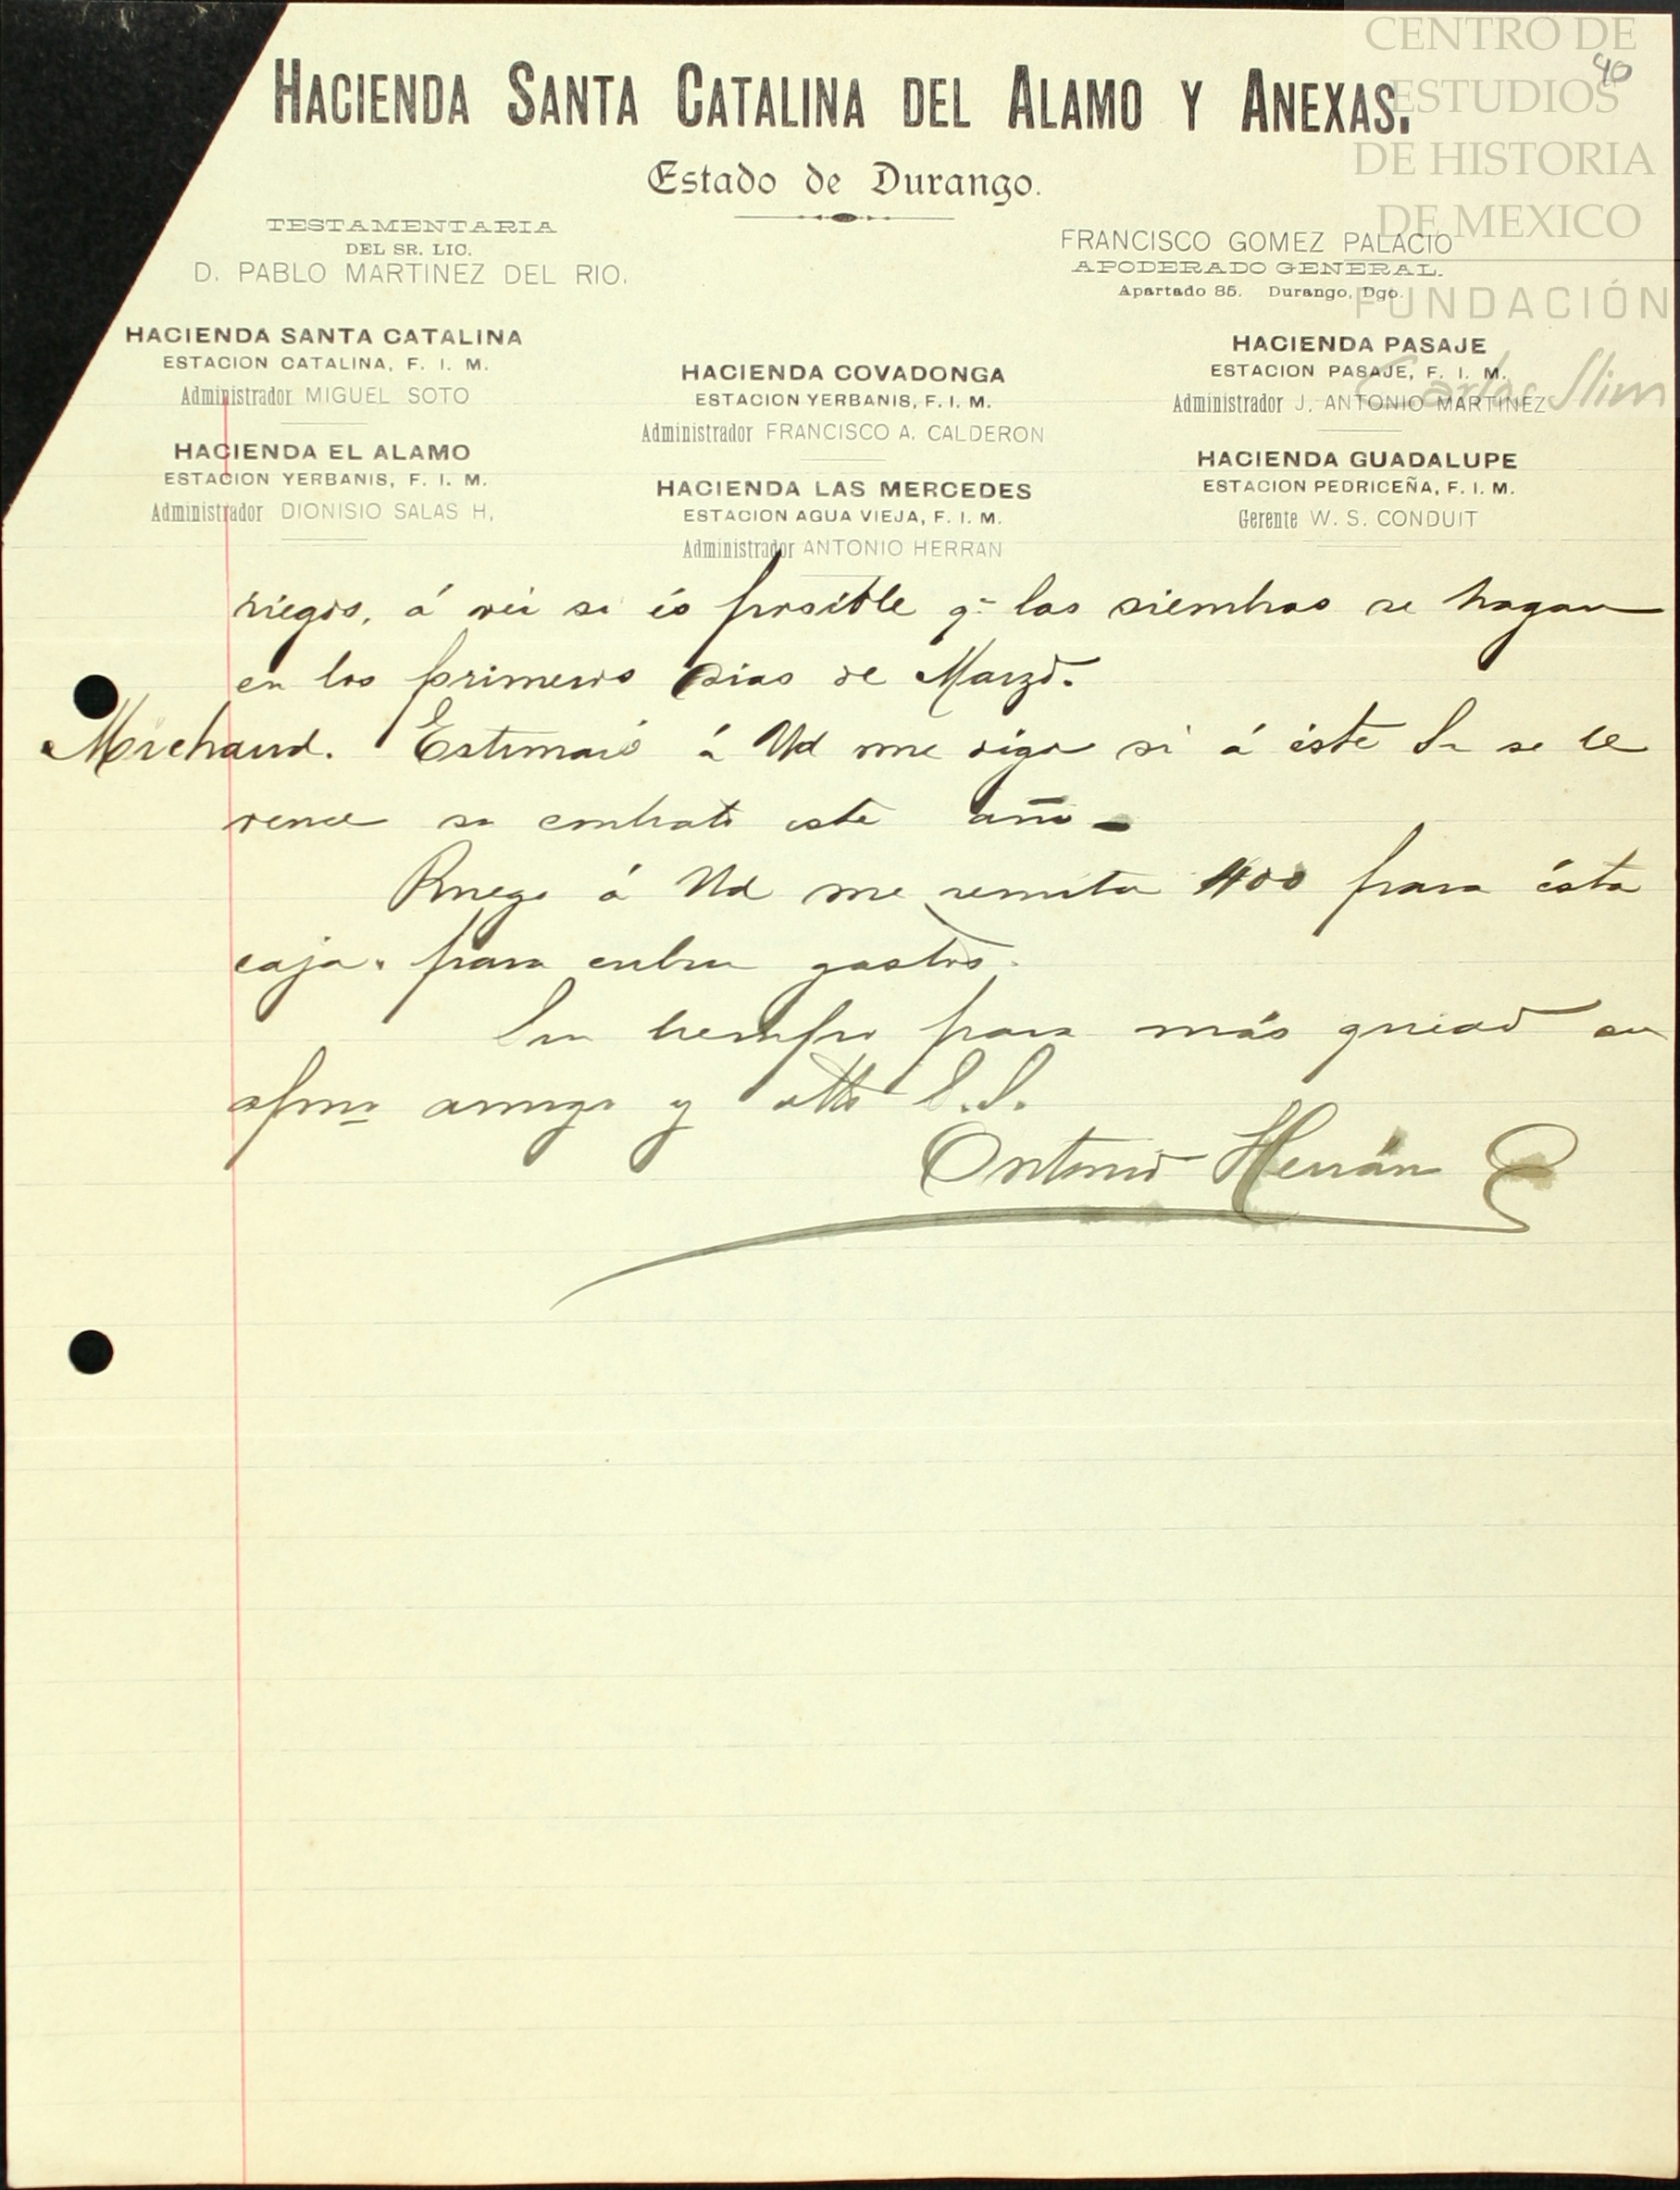 CENTRO DE
ESTUDIOS
DE HISTORIA
DE MEXICO
FUNDACIÓN
Carlos Slim
40
HACIENDA SANTA CATALINA DEL ALAMO Y ANEXAS.
Estado de Durango.
TESTAMENTARIA
DEL SR. LIC.
D. PABLO MARTINEZ DEL RIO.
FRANCISCO GOMEZ PALACIO
APODERADO GENERAL.
Apartado 85. Durango, Dgo.
HACIENDA SANTA CATALINA
ESTACION CATALINA, F. I. M.
Administrador MIGUEL SOTO
HACIENDA EL ALAMO
ESTACION YERBANIS, F. I. M.
Administrador DIONISIO SALAS H,
HACIENDA COVADONGA
ESTACION YERBANIS, F. I. M.
Administrador FRANCISCO A. CALDERON
HACIENDA LAS MERCEDES
ESTACION AGUA VIEJA, F. I. M.
Administrador ANTONIO HERRAN
HACIENDA PASAJE
ESTACION PASAJE, F. I. M.
Administrador J. ANTONIO MARTINEZ
HACIENDA GUADALUPE
ESTACION PEDRICEÑA, F. I. M.
Gerente W. S. CONDUIT
riegos, á ver si és posible q- las siembras se hagan
en los primeros dias de Marzo.
Michaud. Estimaré á Ud me diga si á éste Sr se le
vence su contrato este año -
Ruego á Ud me remita 400 para ésta
caja. para cubrir gastos.
Sin tiempo para más quedo su
afmo amigo y atto S.S.
Antonio Herrán